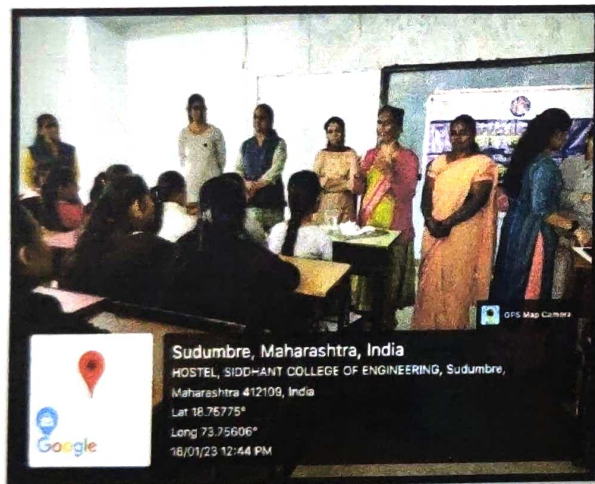 GPS Map Camera
Sudumbre, Maharashtra, India
HOSTEL, SIDDHANT COLLEGE OF ENGINEERING, Sudumbre,
Maharashtra 412109, India
Lat 18.75775°
Long 73.75606°
Google
16/01/23 12:44 PM